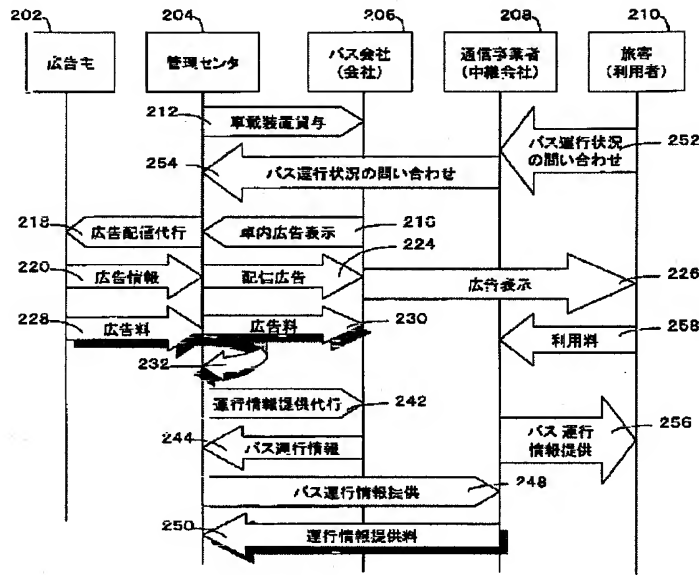 202 204 206 208 210
広告主 管理センタ バス会社 (会社) 通信事業者 (中継会社) 旅客 (利用者)
212 車載装置貸与
バス運行状況の問い合わせ 252
254 バス運行状況の問い合わせ
218 広告配信代行 車内広告表示 216
220 広告情報 配信広告 224 広告表示 226
228 広告料 広告料 230 利用料 258
232
運行情報提供代行 242
244 バス運行情報 バス運行情報提供 256
バス運行情報提供 248
250 運行情報提供料